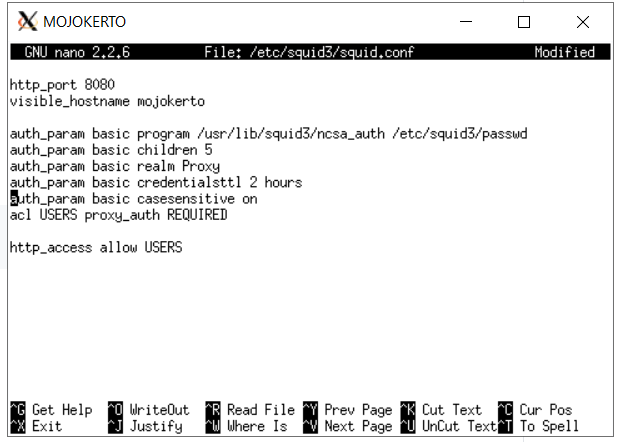 MOJOKERTO
GNU nano 2.2.6 File: /etc/squid3/squid.conf Modified
http_port 8080
visible_hostname mojokerto
auth_param basic program /usr/lib/squid3/ncsa_auth /etc/squid3/passwd
auth_param basic children 5
auth_param basic realm Proxy
auth_param basic credentialsttl 2 hours
auth_param basic casesensitive on
acl USERS proxy_auth REQUIRED
http_access allow USERS
^G Get Help ^O WriteOut ^R Read File ^Y Prev Page ^K Cut Text ^C Cur Pos
^X Exit ^J Justify ^W Where Is ^V Next Page ^U UnCut Text ^T To Spell